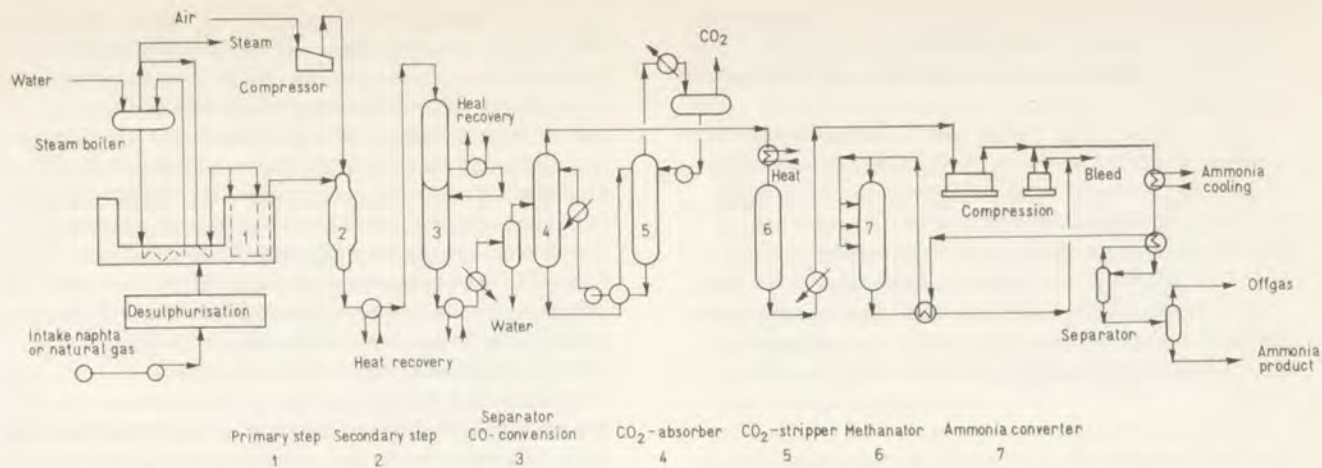 Air
Steam
Water
Compressor
CO₂
Heat
recovery
Steam boiler
Heat
Bleed
Ammonia
cooling
Compression
1
2
3
4
5
6
7
Desulphurisation
Water
Offgas
Separator
Intake naphta
or natural gas
Heat recovery
Ammonia
product
Separator
Primary step Secondary step CO-convension CO₂-absorber CO₂-stripper Methanator Ammonia converter
1 2 3 4 5 6 7